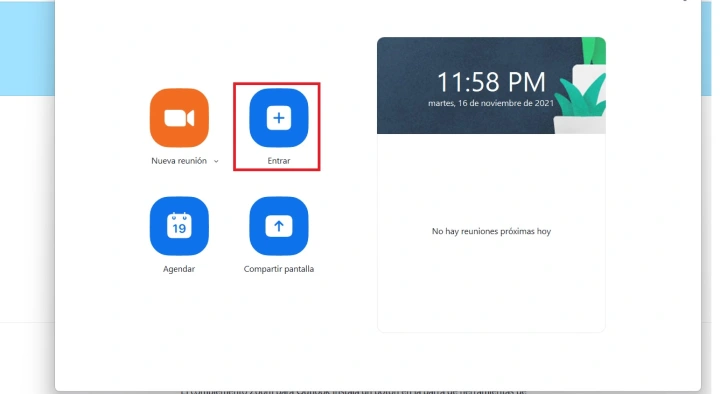 11:58 PM
martes, 16 de noviembre de 2021
Nueva reunión
Entrar
19
Agendar
Compartir pantalla
No hay reuniones próximas hoy